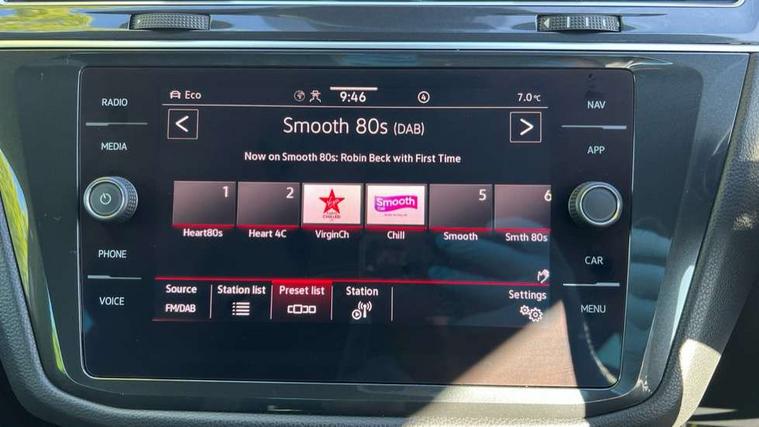 RADIO
MEDIA
PHONE
VOICE
Eco
9:46
4
7.0°C
Smooth 80s (DAB)
Now on Smooth 80s: Robin Beck with First Time
1
2
Smooth
5
6
Heart80s
Heart 4C
VirginCh
Chill
Smooth
Smth 80s
Source
FM/DAB
Station list
Preset list
Station
Settings
NAV
APP
CAR
MENU